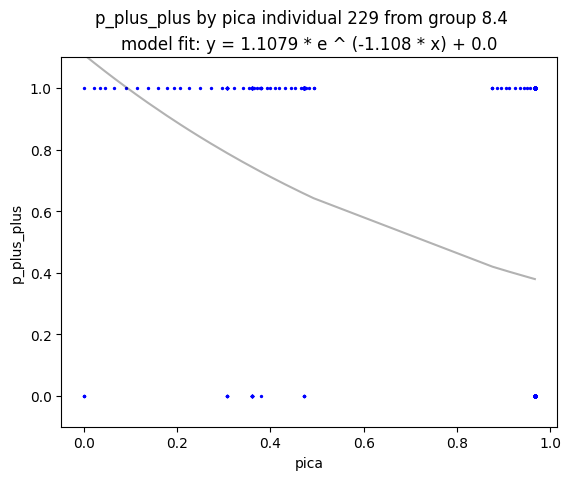 p_plus_plus by pica individual 229 from group 8.4
model fit: y = 1.1079 * e ^ (-1.108 * x) + 0.0
1.0
0.8
0.6
0.4
0.2
0.0
p_plus_plus
0.0 0.2 0.4 0.6 0.8 1.0
pica